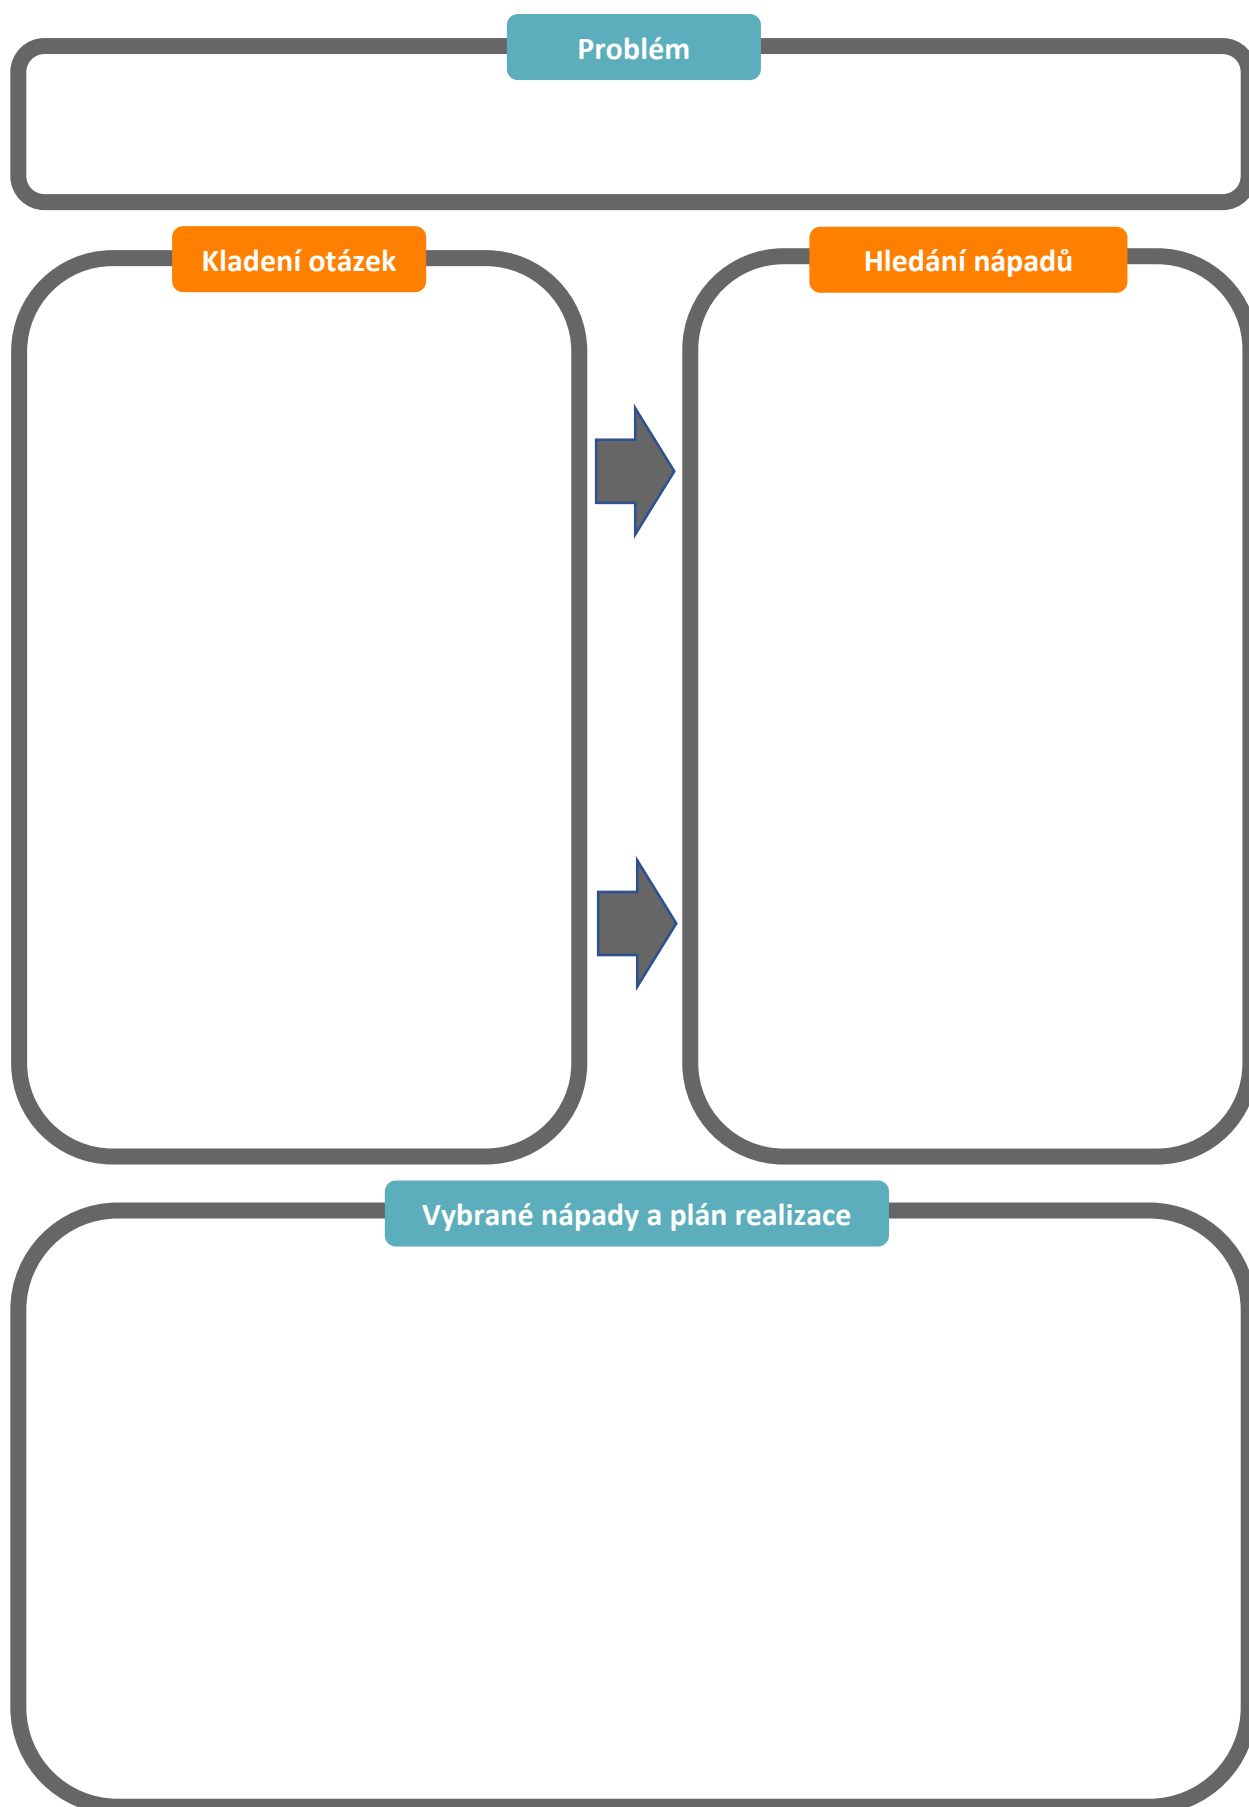 Problém
Kladení otázek
Hledání nápadů
Vybrané nápady a plán realizace